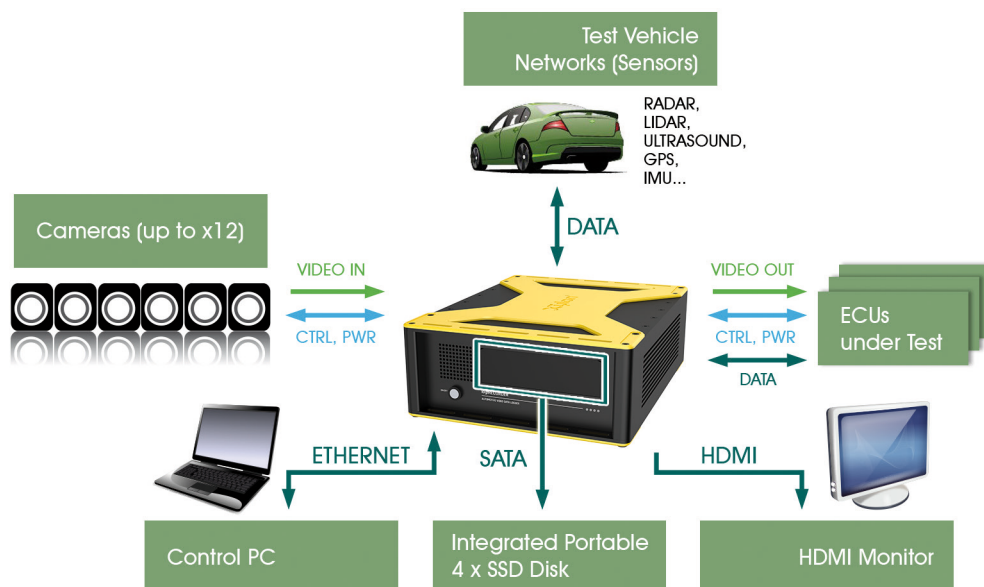 Test Vehicle
Networks (Sensors)
RADAR,
LIDAR,
ULTRASOUND,
GPS,
IMU...
DATA
Cameras (up to x12)
VIDEO IN
CTRL, PWR
VIDEO OUT
CTRL, PWR
DATA
ECUs
under Test
ETHERNET
SATA
HDMI
Control PC
Integrated Portable
4 x SSD Disk
HDMI Monitor